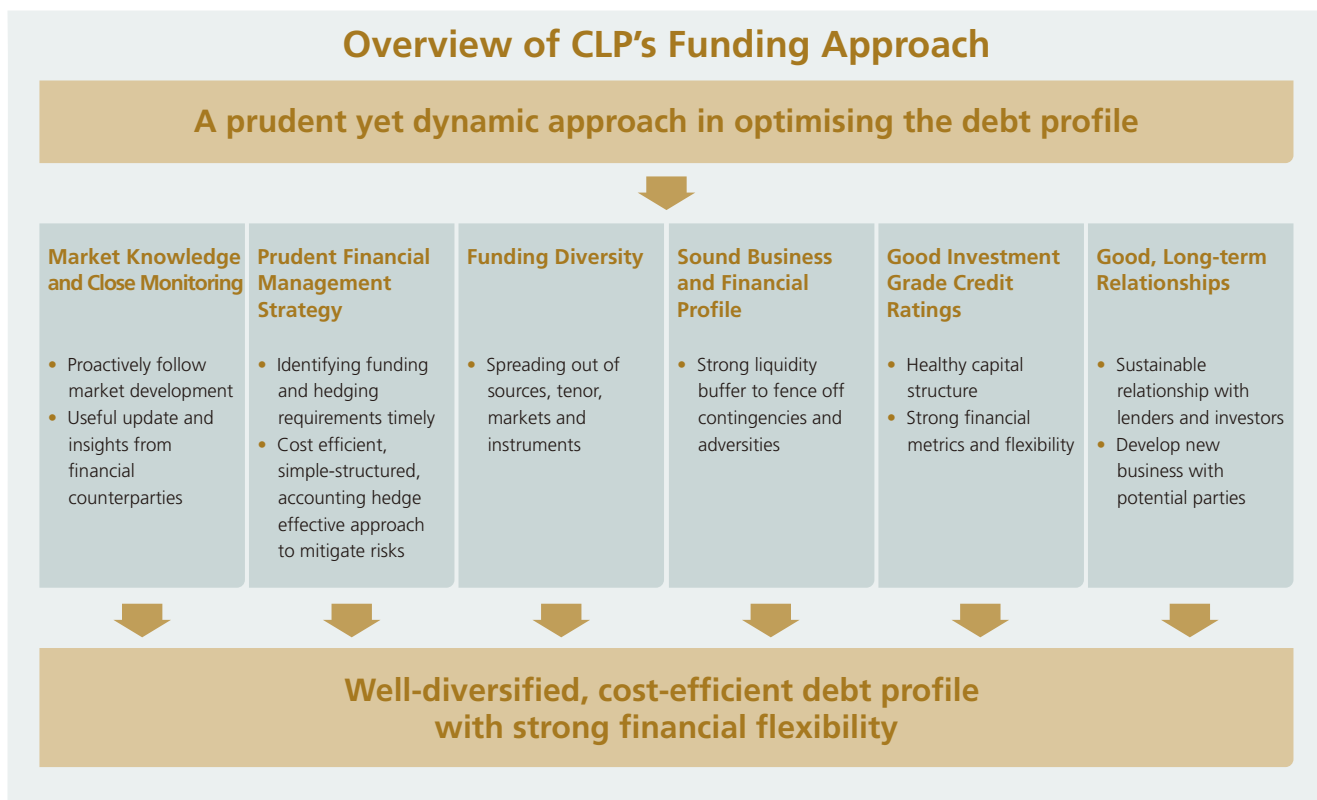 Overview of CLP’s Funding Approach
A prudent yet dynamic approach in optimising the debt profile
Market Knowledge
and Close Monitoring
• Proactively follow
market development
• Useful update and
insights from
financial
counterparties
Prudent Financial
Management
Strategy
• Identifying funding
and hedging
requirements timely
• Cost efficient,
simple-structured,
accounting hedge
effective approach
to mitigate risks
Funding Diversity
• Spreading out of
sources, tenor,
markets and
instruments
Sound Business
and Financial
Profile
• Strong liquidity
buffer to fence off
contingencies and
adversities
Good Investment
Grade Credit
Ratings
• Healthy capital
structure
• Strong financial
metrics and flexibility
Good, Long-term
Relationships
• Sustainable
relationship with
lenders and investors
• Develop new
business with
potential parties
Well-diversified, cost-efficient debt profile
with strong financial flexibility